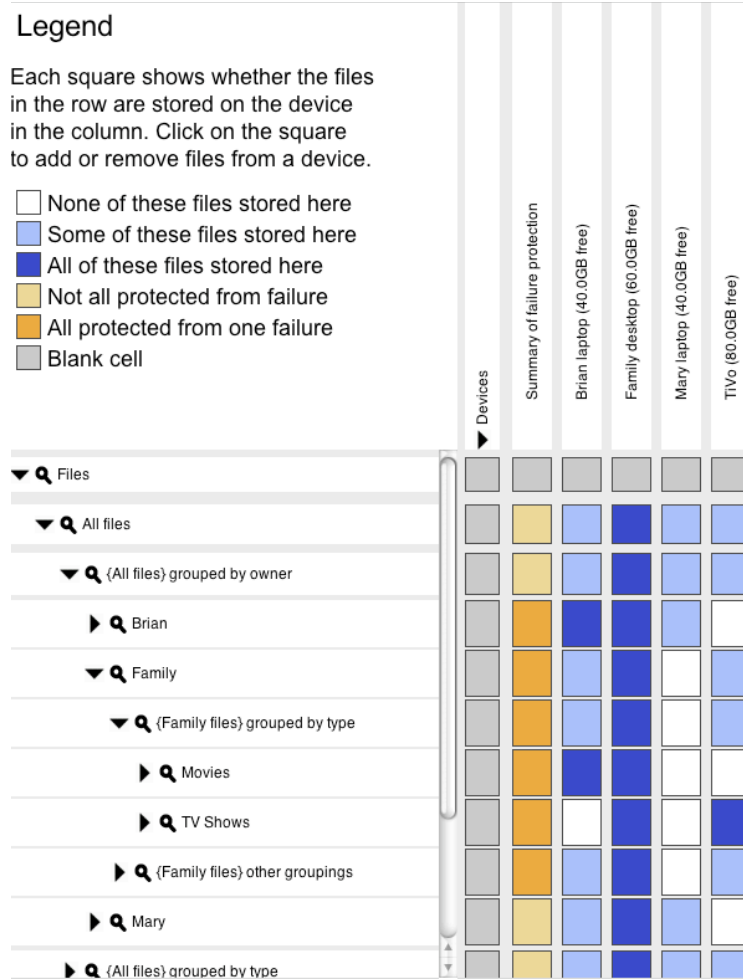 Legend
Each square shows whether the files
in the row are stored on the device
in the column. Click on the square
to add or remove files from a device.
None of these files stored here
Some of these files stored here
All of these files stored here
Not all protected from failure
All protected from one failure
Blank cell
Devices
Summary of failure protection
Brian laptop (40.0GB free)
Family desktop (60.0GB free)
Mary laptop (40.0GB free)
TiVo (80.0GB free)
Files
All files
{All files} grouped by owner
Brian
Family
{Family files} grouped by type
Movies
TV Shows
{Family files} other groupings
Mary
{All files} grouped by type